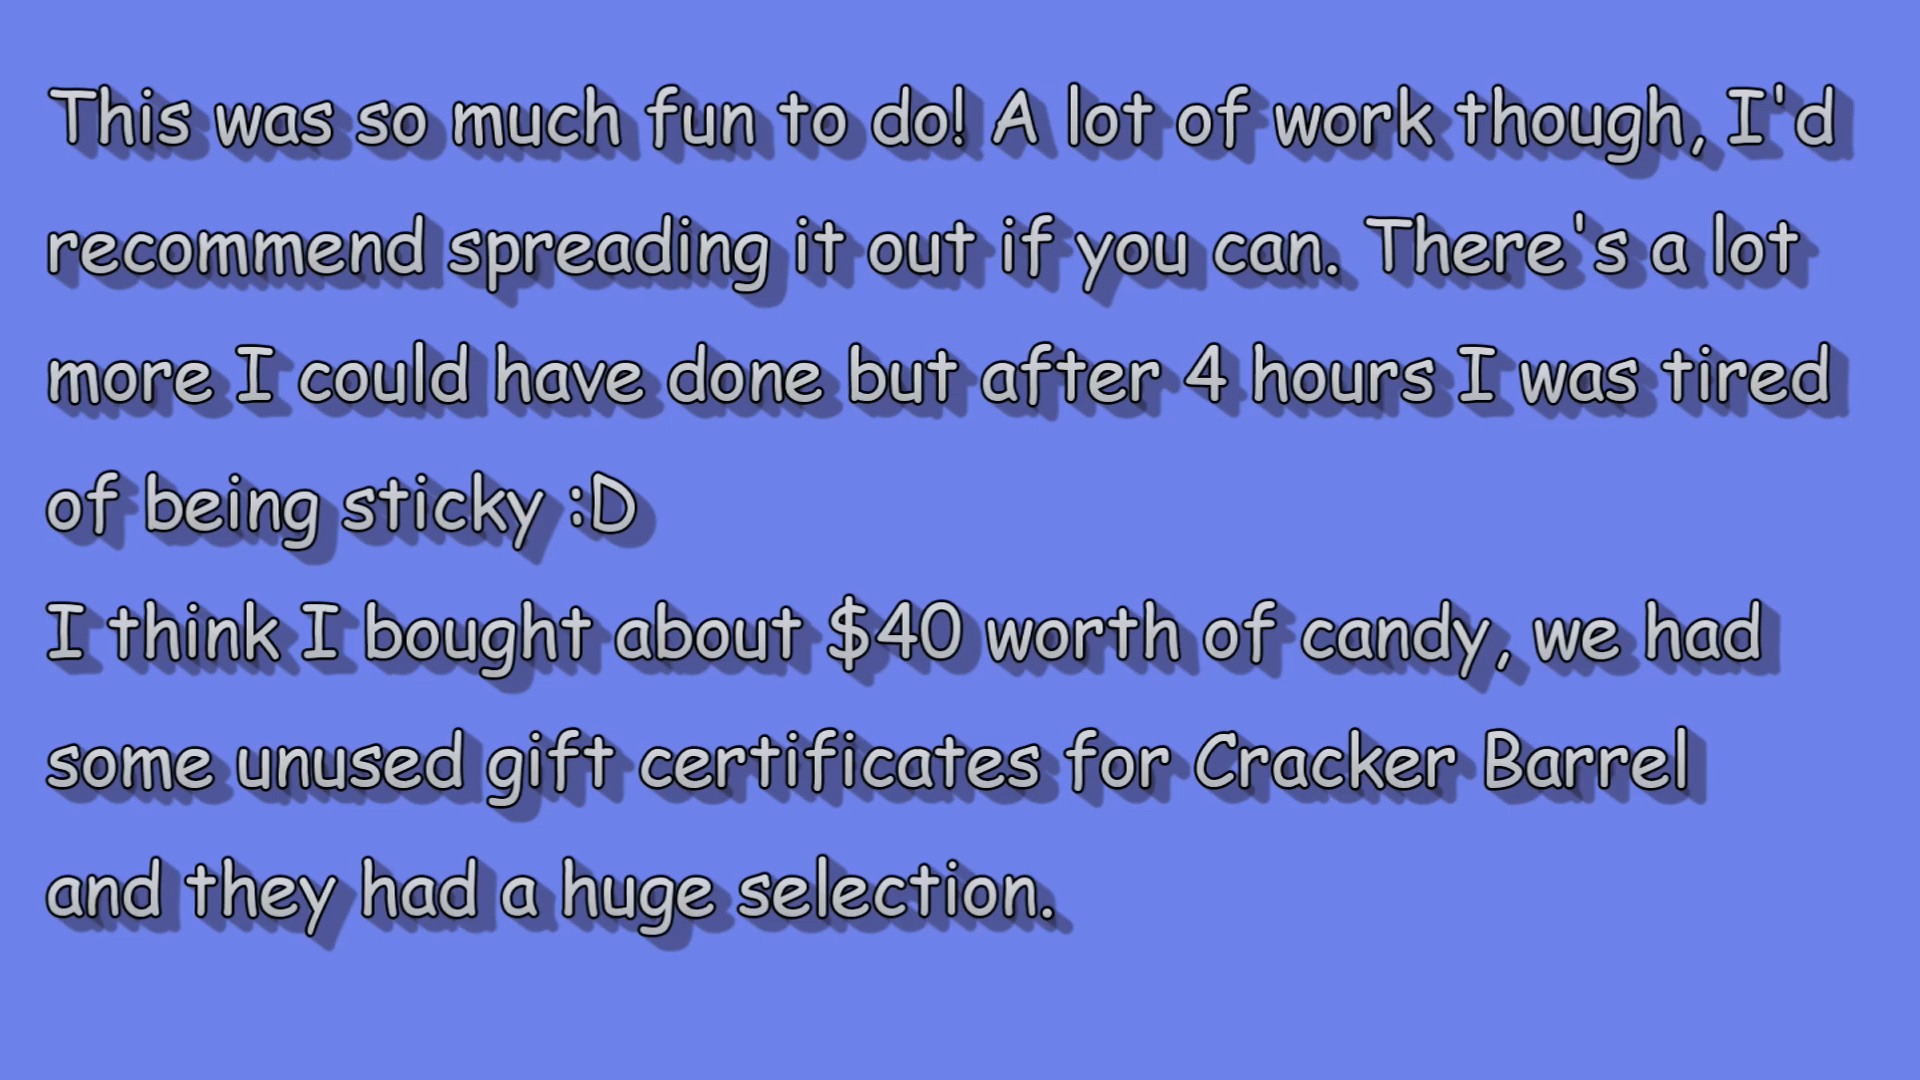 This was so much fun to do! A lot of work though, I'd
recommend spreading it out if you can. There's a lot
more I could have done but after 4 hours I was tired
of being sticky :D
I think I bought about $40 worth of candy, we had
some unused gift certificates for Cracker Barrel
and they had a huge selection.